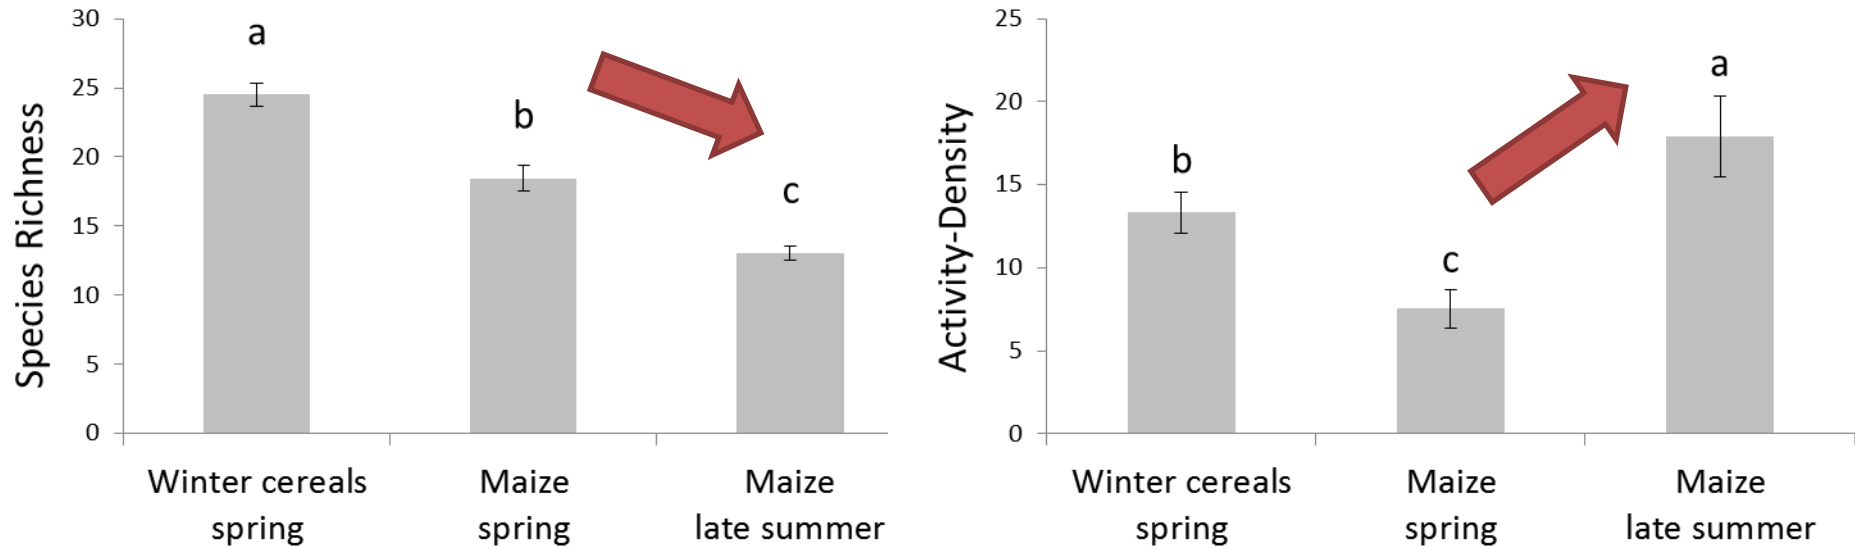 Species Richness
30
25
20
15
10
5
0
a
b
c
Winter cereals
spring
Maize
spring
Maize
late summer
Activity-Density
25
20
15
10
5
0
b
c
a
Winter cereals
spring
Maize
spring
Maize
late summer